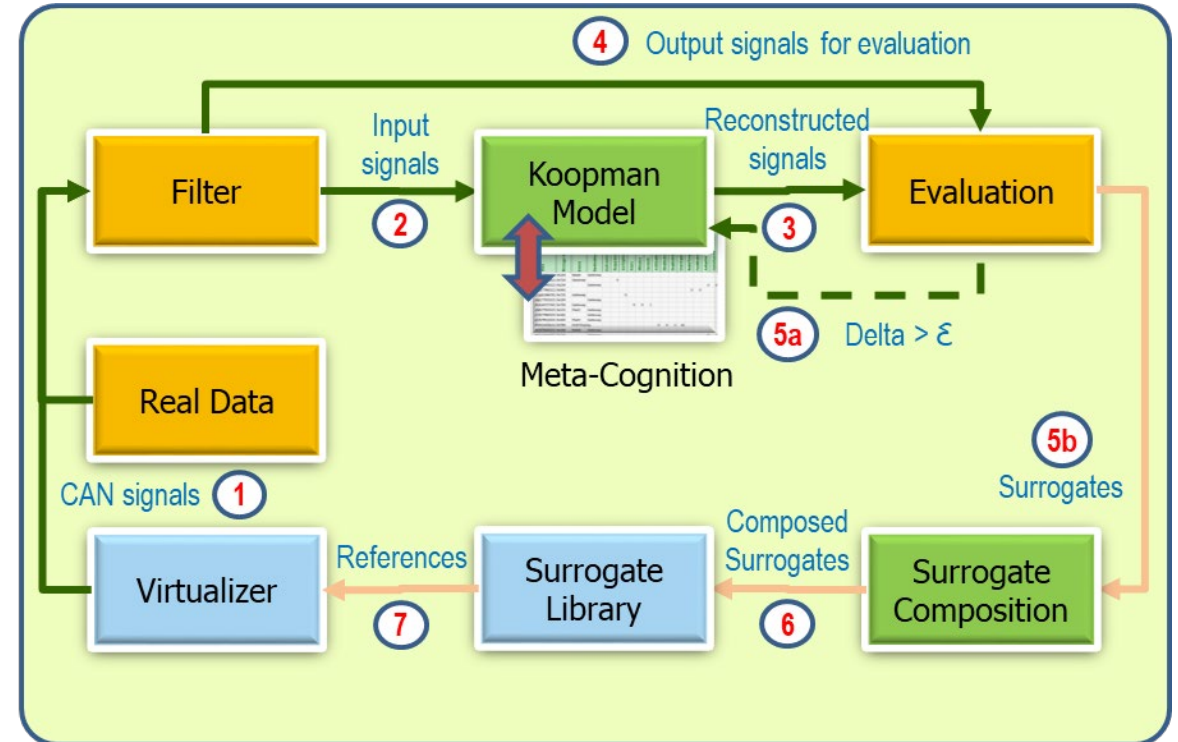 4 Output signals for evaluation
Input
signals
Reconstructed
signals
Filter
Koopman
Model
Evaluation
2
3
5a Delta > ε
Meta-Cognition
Real Data
5b
Surrogates
CAN signals 1
Composed
Surrogates
References
Virtualizer
Surrogate
Library
Surrogate
Composition
7
6